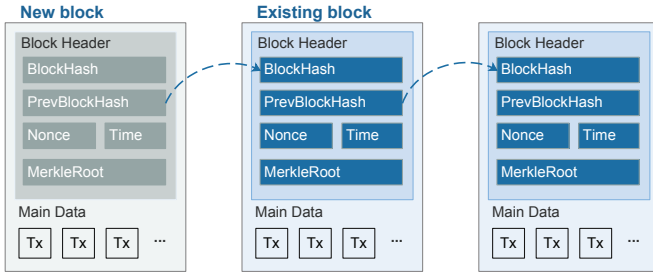 New block
Block Header
BlockHash
PrevBlockHash
Nonce Time
MerkleRoot
Main Data
Tx Tx Tx ...
Existing block
Block Header
BlockHash
PrevBlockHash
Nonce Time
MerkleRoot
Main Data
Tx Tx Tx ...
Block Header
BlockHash
PrevBlockHash
Nonce Time
MerkleRoot
Main Data
Tx Tx Tx ...